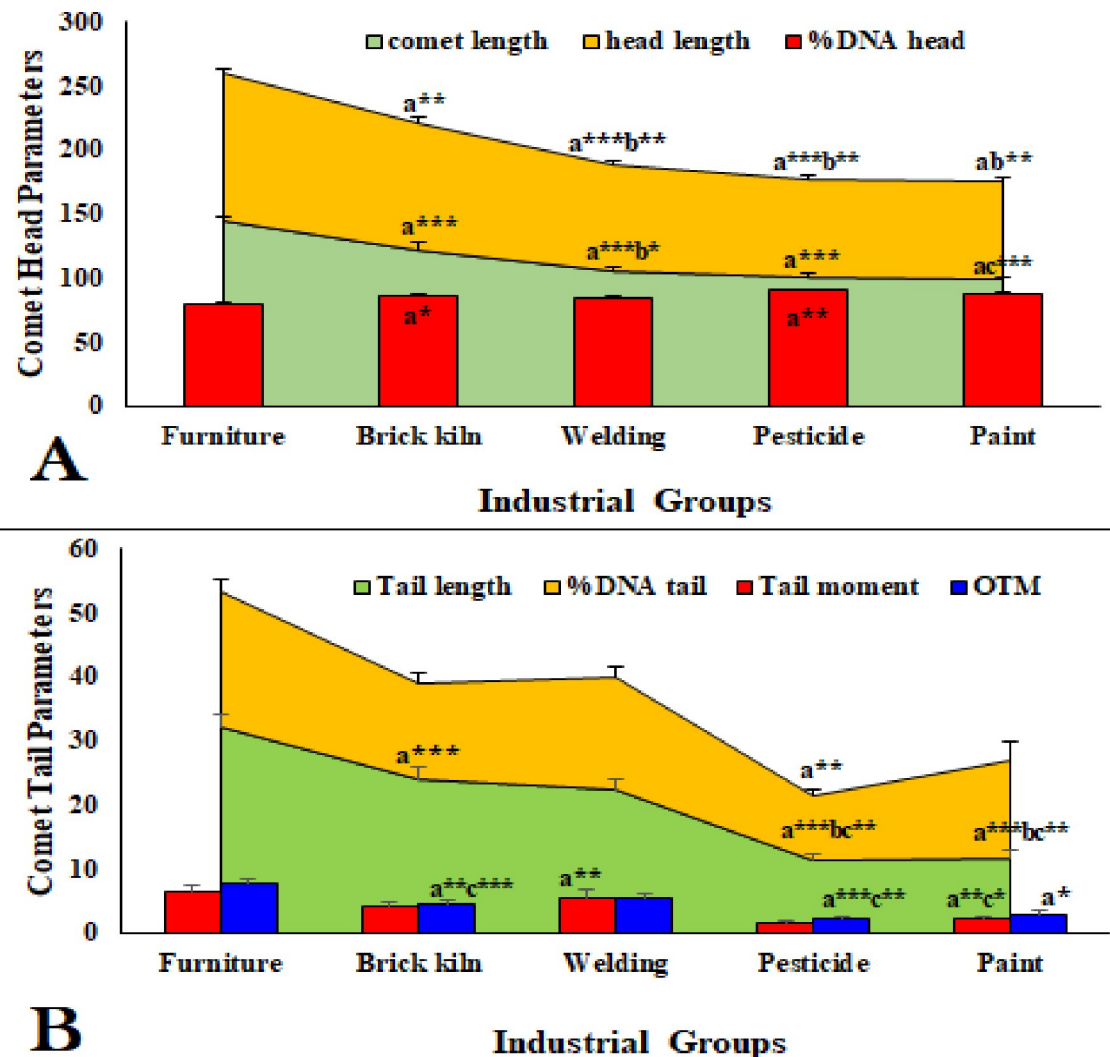 300
250
200
150
100
50
0
Comet Head Parameters
comet length head length %DNA head
a** a***b** a***b** ab**
a*** a***b* a*** ac***
a* a**
Furniture Brick kiln Welding Pesticide Paint
A
Industrial Groups
60
50
40
30
20
10
0
Comet Tail Parameters
Tail length %DNA tail Tail moment OTM
a*** a**
a***bc** a***bc**
a**c*** a** a***c** a**c* a*
Furniture Brick kiln Welding Pesticide Paint
B
Industrial Groups